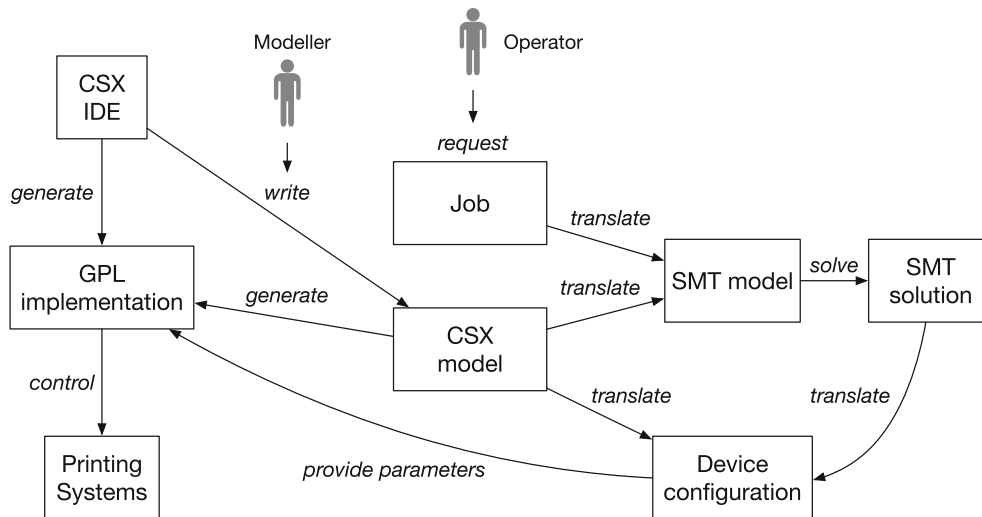 Modeller
Operator
CSX
IDE
request
generate
write
Job
translate
GPL
implementation
generate
translate
SMT model
solve
SMT
solution
CSX
model
control
translate
translate
Printing
Systems
provide parameters
Device
configuration